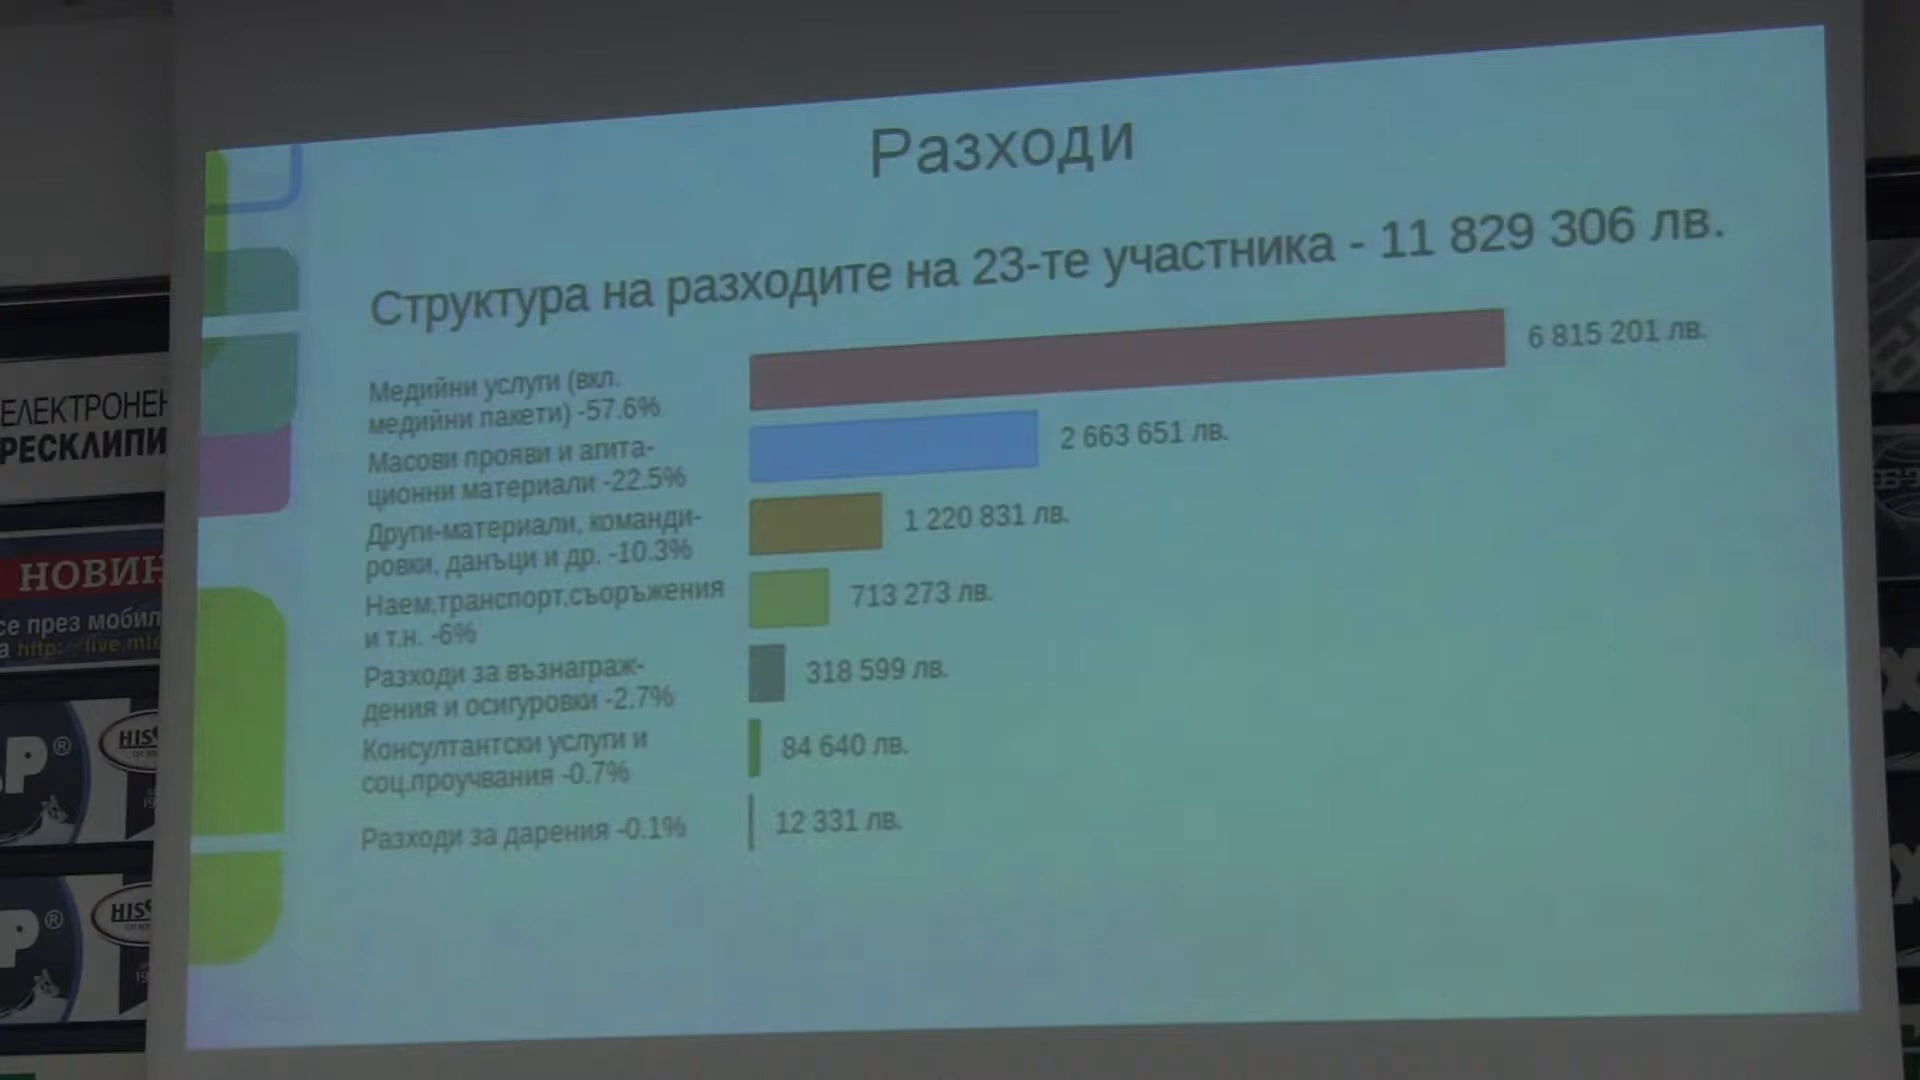 Разходи
Структура на разходите на 23-те участника - 11 829 306 лв.
Медийни услуги (вкл.
медийни пакети) -57.6%
6 815 201 лв.
Масови прояви и агита-
ционни материали -22.5%
2 663 651 лв.
Други-материали, команди-
ровки, данъци и др. -10.3%
1 220 831 лв.
Наем,транспорт,съоръжения
и т.н. -6%
713 273 лв.
Разходи за възнаграж-
дения и осигуровки -2.7%
318 599 лв.
Консултантски услуги и
соц.проучвания -0.7%
84 640 лв.
Разходи за дарения -0.1%
12 331 лв.
ЕЛЕКТРОНЕН
РЕСКЛИПИ
НОВИН
се през мобил
а http:
P®
HIS
P®
HIS